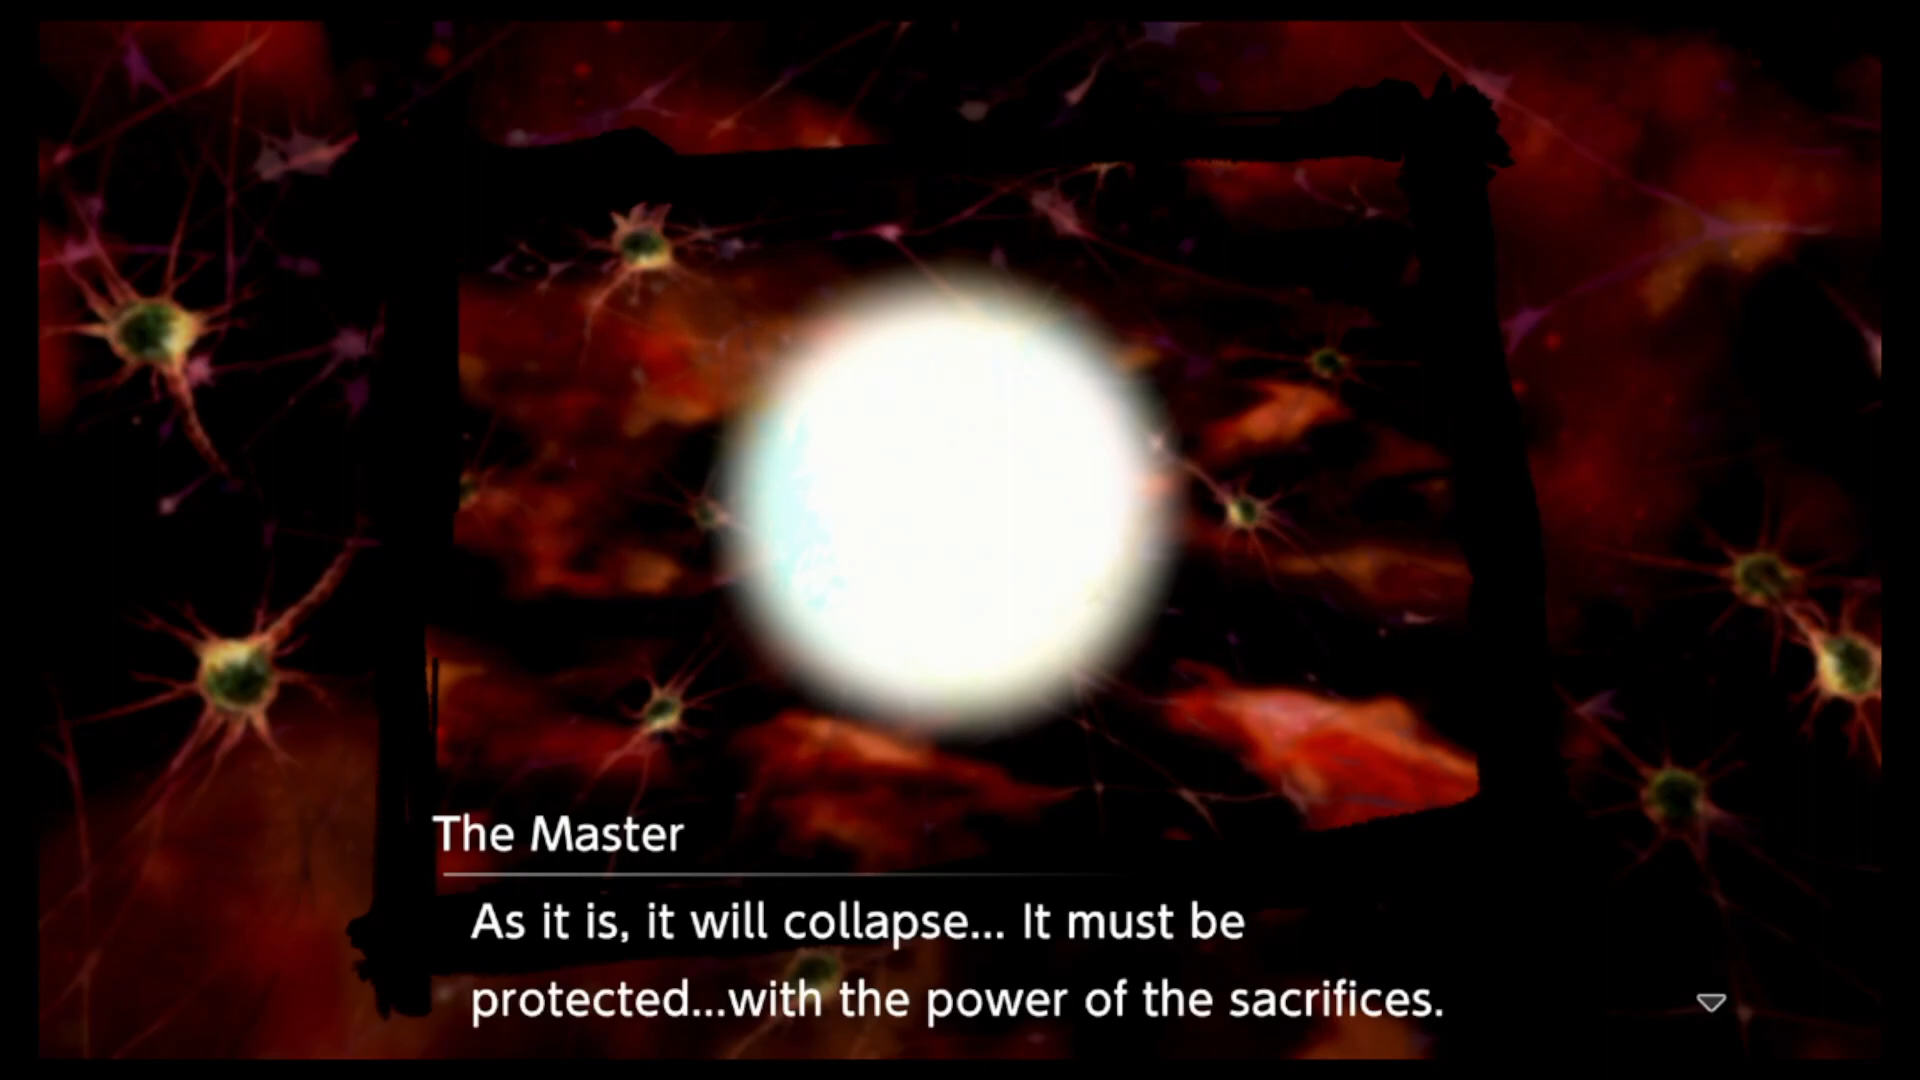 The Master
As it is, it will collapse... It must be
protected...with the power of the sacrifices.